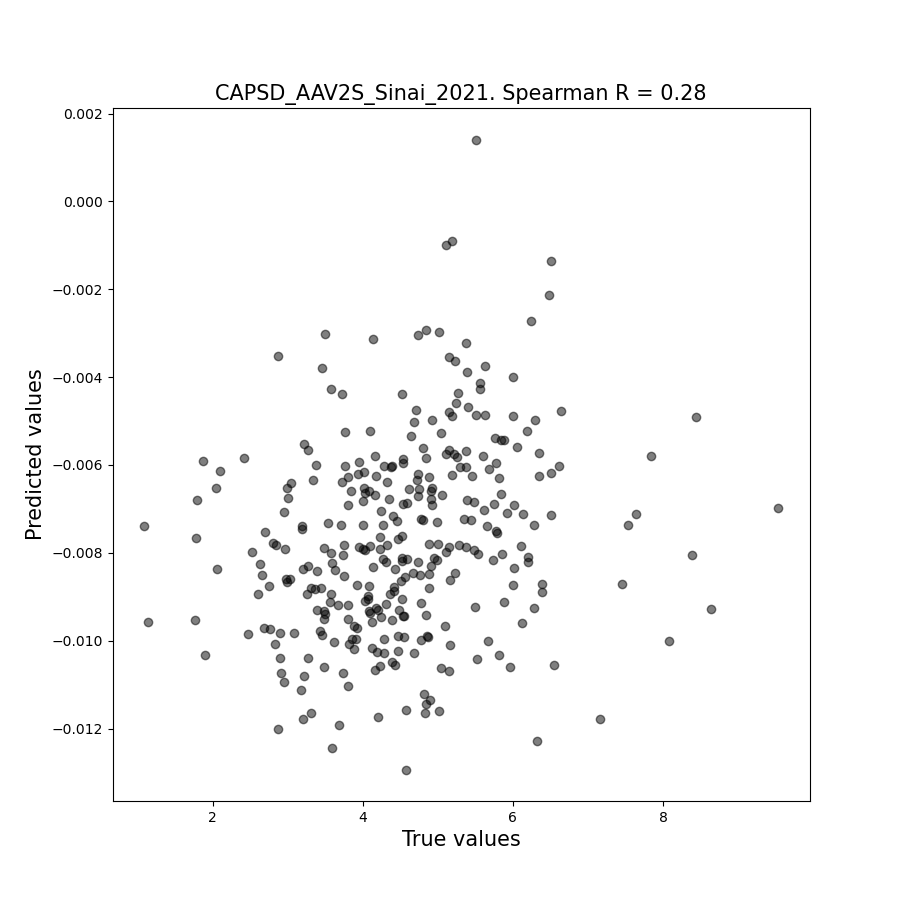 CAPSD_AAV2S_Sinai_2021. Spearman R = 0.28
Predicted values
0.002
0.000
−0.002
−0.004
−0.006
−0.008
−0.010
−0.012
2 4 6 8
True values